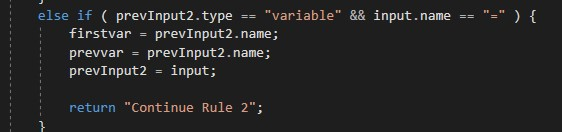 else if ( prevInput2.type == "variable" && input.name == "=" ) {
firstvar = prevInput2.name;
prevvar = prevInput2.name;
prevInput2 = input;
return "Continue Rule 2";
}